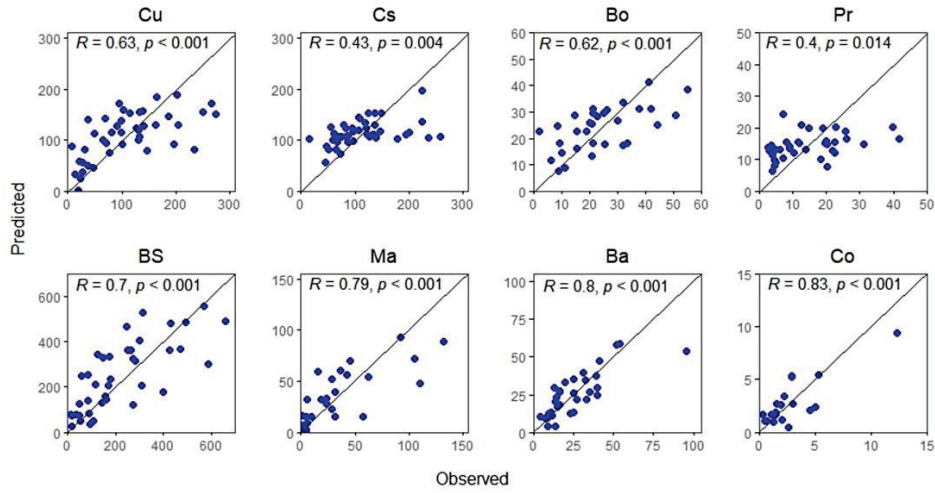 Cu
Cs
Bo
Pr
R = 0.63, p < 0.001
R = 0.43, p = 0.004
R = 0.62, p < 0.001
R = 0.4, p = 0.014
300
200
100
0
0 100 200 300
300
200
100
0
0 100 200 300
60
50
40
30
20
10
0
0 10 20 30 40 50
60
50
40
30
20
10
0
0 10 20 30 40 50
Predicted
BS
Ma
Ba
Co
R = 0.7, p < 0.001
R = 0.79, p < 0.001
R = 0.8, p < 0.001
R = 0.83, p < 0.001
600
400
200
0
0 200 400 600
150
100
50
0
0 50 100 150
100
75
50
25
0
0 25 50 75 100
15
10
5
0
0 5 10 15
Observed